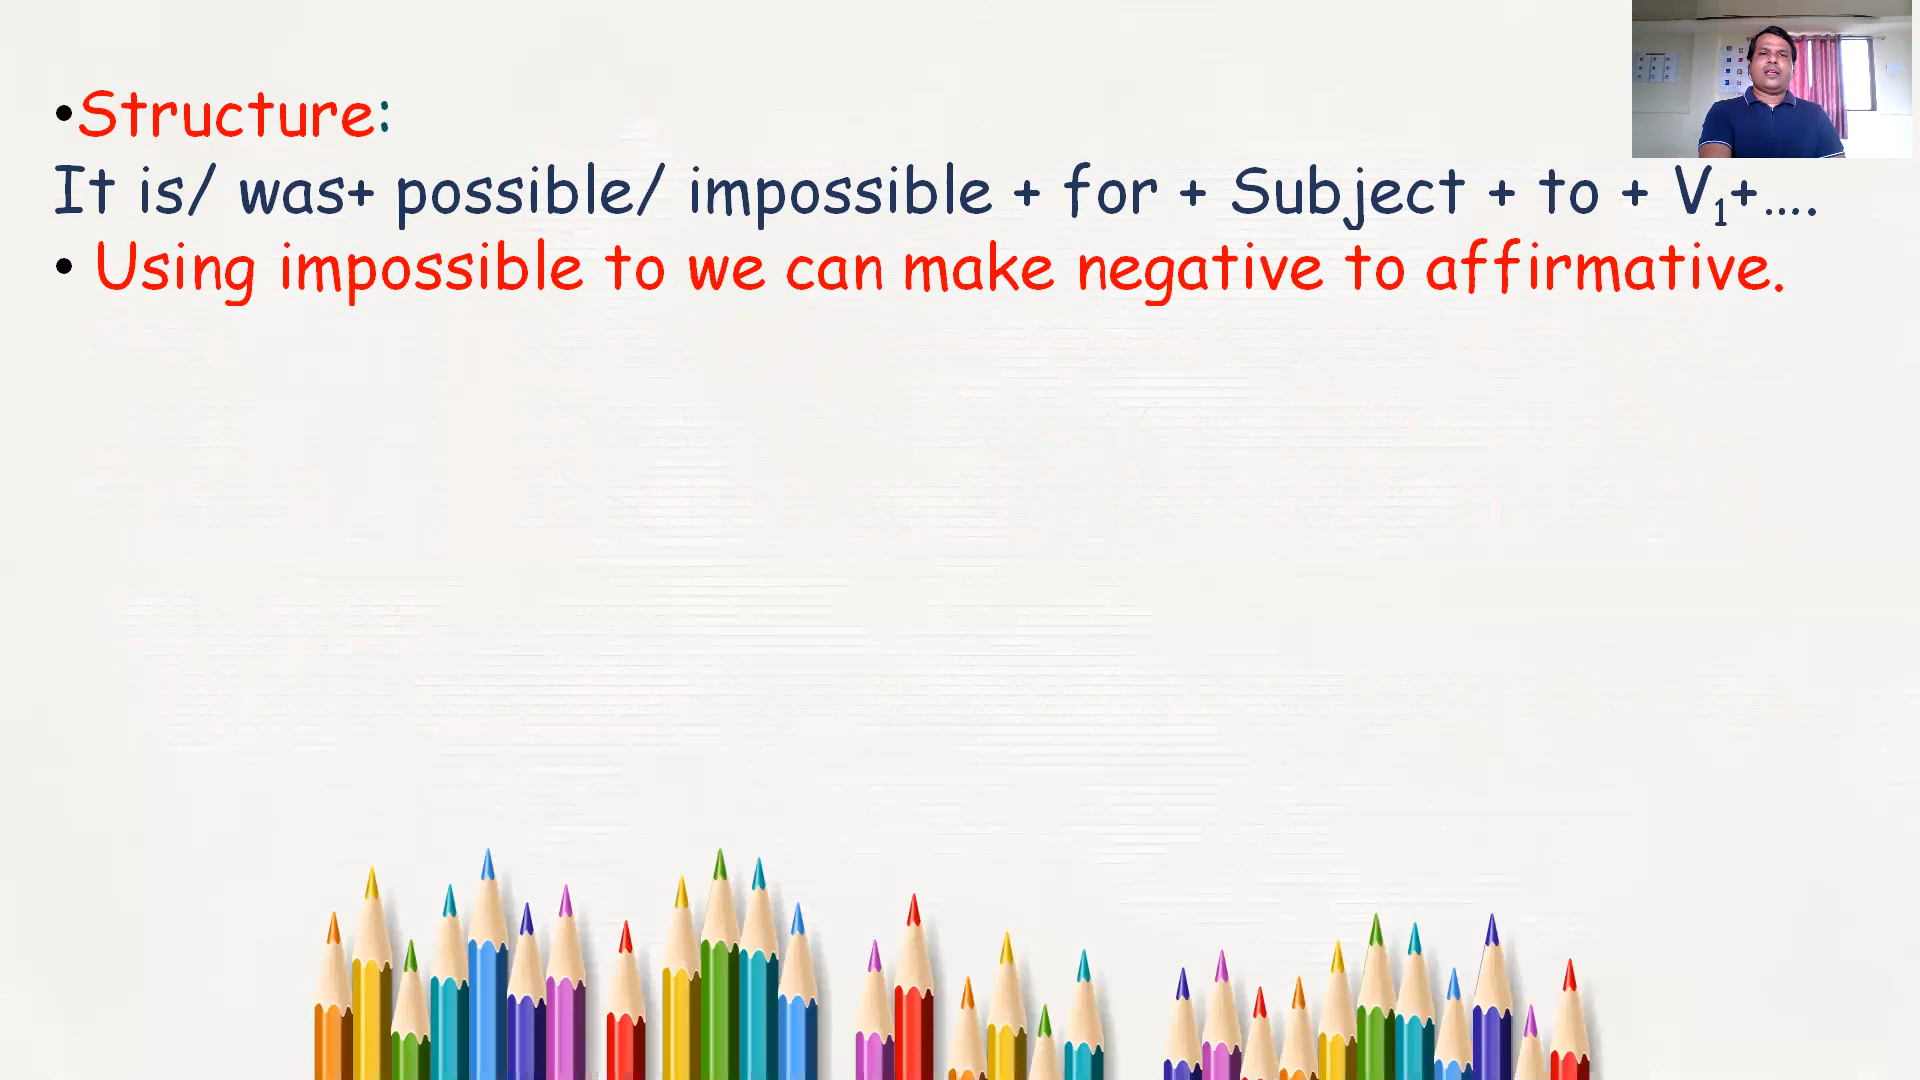 •Structure:
It is/ was+ possible/ impossible + for + Subject + to + V₁+....
• Using impossible to we can make negative to affirmative.